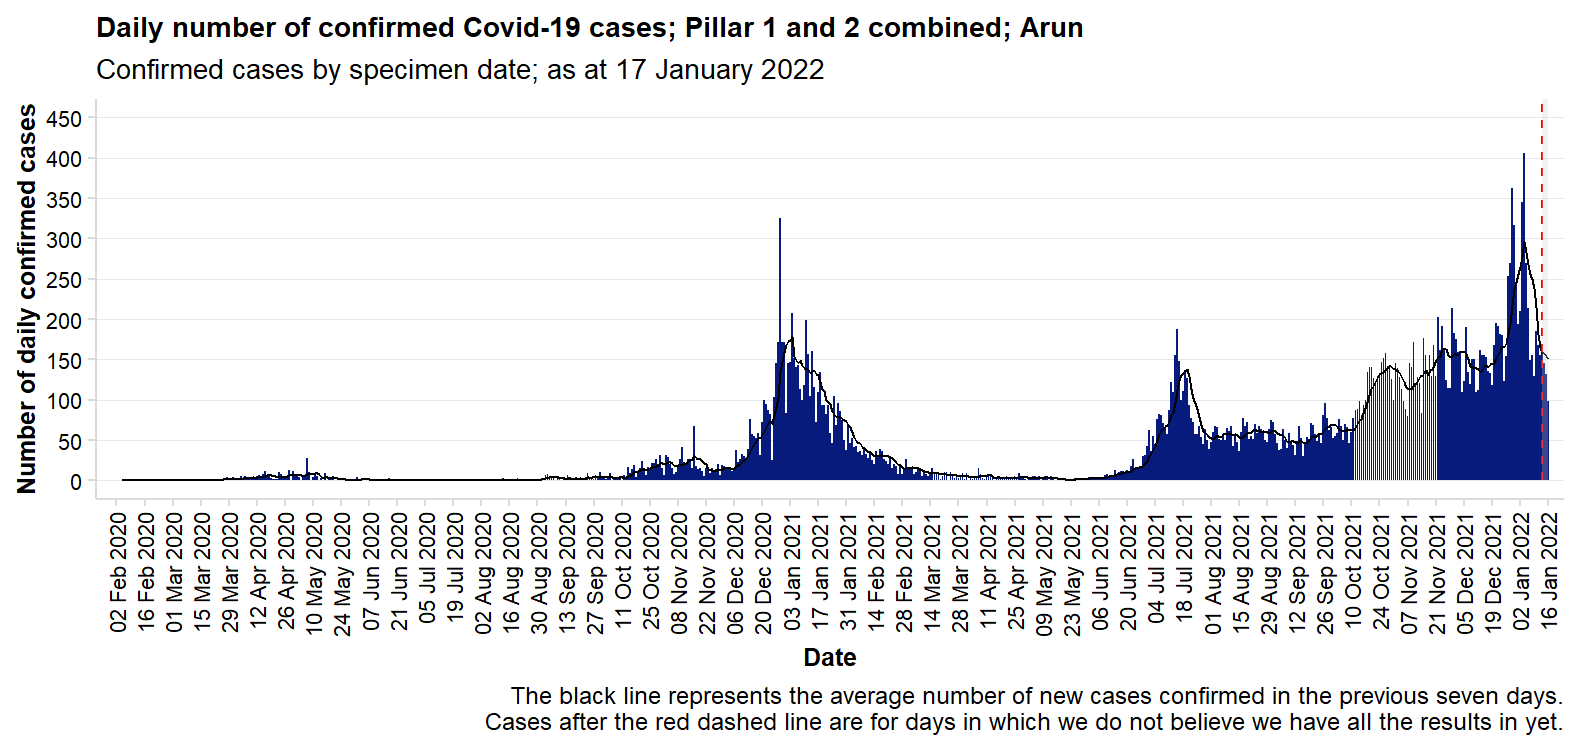 Daily number of confirmed Covid-19 cases; Pillar 1 and 2 combined; Arun
Confirmed cases by specimen date; as at 17 January 2022
Number of daily confirmed cases
450
400
350
300
250
200
150
100
50
0
02 Feb 2020
16 Feb 2020
01 Mar 2020
15 Mar 2020
29 Mar 2020
12 Apr 2020
26 Apr 2020
10 May 2020
24 May 2020
07 Jun 2020
21 Jun 2020
05 Jul 2020
19 Jul 2020
02 Aug 2020
16 Aug 2020
30 Aug 2020
13 Sep 2020
27 Sep 2020
11 Oct 2020
25 Oct 2020
08 Nov 2020
22 Nov 2020
06 Dec 2020
20 Dec 2020
03 Jan 2021
17 Jan 2021
31 Jan 2021
14 Feb 2021
28 Feb 2021
14 Mar 2021
28 Mar 2021
11 Apr 2021
25 Apr 2021
09 May 2021
23 May 2021
06 Jun 2021
20 Jun 2021
04 Jul 2021
18 Jul 2021
01 Aug 2021
15 Aug 2021
29 Aug 2021
12 Sep 2021
26 Sep 2021
10 Oct 2021
24 Oct 2021
07 Nov 2021
21 Nov 2021
05 Dec 2021
19 Dec 2021
02 Jan 2022
16 Jan 2022
Date
The black line represents the average number of new cases confirmed in the previous seven days.
Cases after the red dashed line are for days in which we do not believe we have all the results in yet.